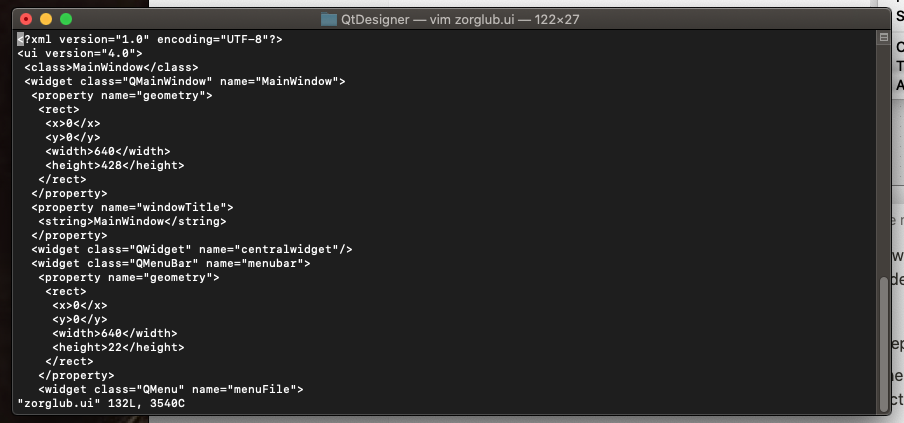 QtDesigner — vim zorglub.ui — 122×27
<?xml version="1.0" encoding="UTF-8"?>
<ui version="4.0">
 <class>MainWindow</class>
 <widget class="QMainWindow" name="MainWindow">
  <property name="geometry">
   <rect>
    <x>0</x>
    <y>0</y>
    <width>640</width>
    <height>428</height>
   </rect>
  </property>
  <property name="windowTitle">
   <string>MainWindow</string>
  </property>
  <widget class="QWidget" name="centralwidget"/>
  <widget class="QMenuBar" name="menubar">
   <property name="geometry">
    <rect>
     <x>0</x>
     <y>0</y>
     <width>640</width>
     <height>22</height>
    </rect>
   </property>
   <widget class="QMenu" name="menuFile">
"zorglub.ui" 132L, 3540C